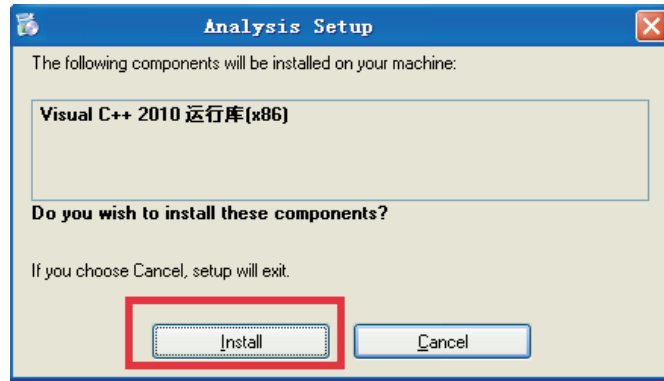 Analysis Setup
The following components will be installed on your machine:
Visual C++ 2010 运行库(x86)
Do you wish to install these components?
If you choose Cancel, setup will exit.
Install
Cancel